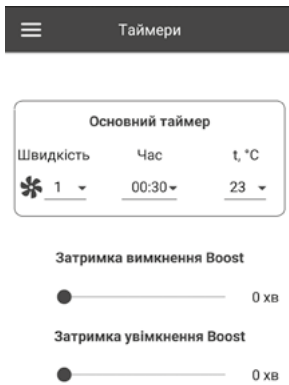 Таймери
Основний таймер
Швидкість Час t, °C
1 00:30 23
Затримка вимкнення Boost
0 хв
Затримка увімкнення Boost
0 хв